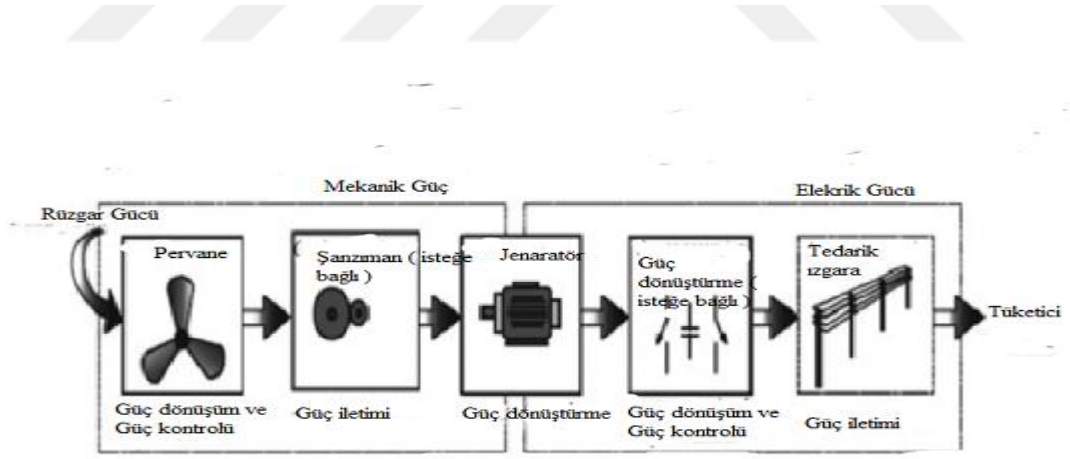 Mekanik Güç
Elekrik Gücü
Rüzgar Gücü
Pervane
Şanzıman ( isteğe
bağlı )
Jenaratör
Güç
dönüştürme (
isteğe bağlı )
Tedarik
ızgara
Tüketici
Güç dönüşüm ve
Güç kontrolü
Güç iletimi
Güç dönüştürme
Güç dönüşüm ve
Güç kontrolü
Güç iletimi